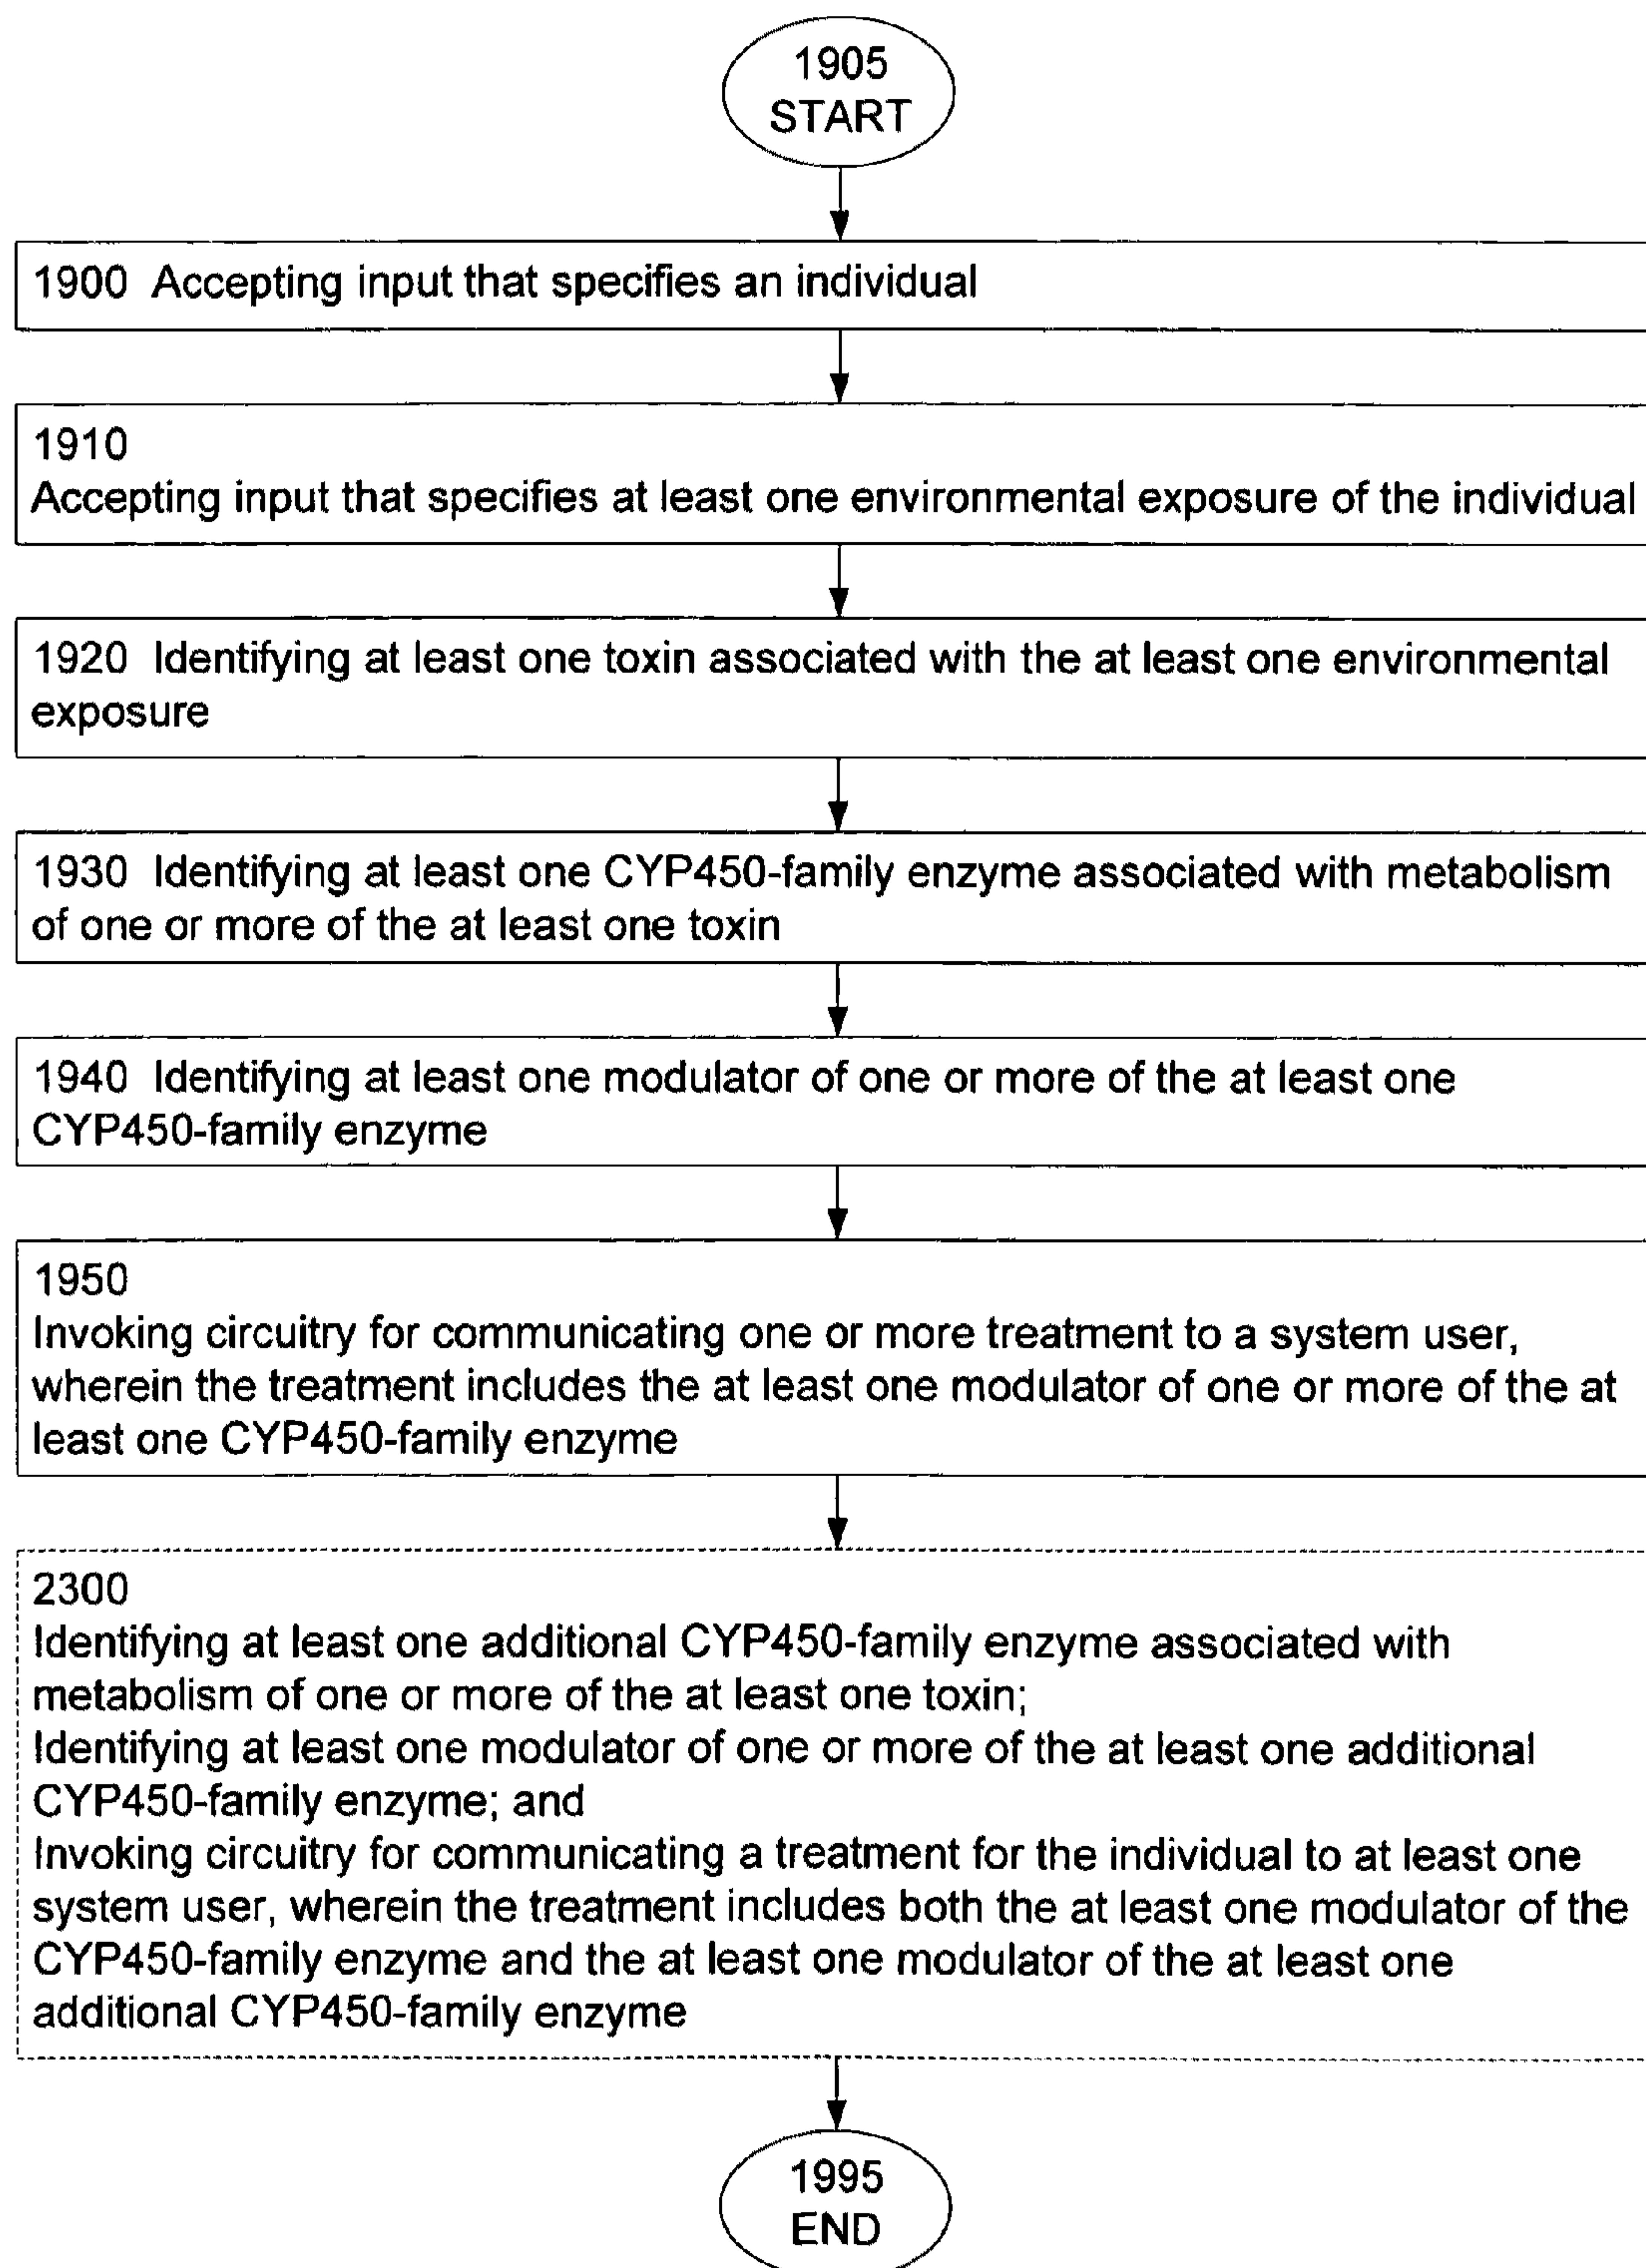 1905
START
1900 Accepting input that specifies an individual
1910
Accepting input that specifies at least one environmental exposure of the individual
1920 Identifying at least one toxin associated with the at least one environmental
exposure
1930 Identifying at least one CYP450-family enzyme associated with metabolism
of one or more of the at least one toxin
1940 Identifying at least one modulator of one or more of the at least one
CYP450-family enzyme
1950
Invoking circuitry for communicating one or more treatment to a system user,
wherein the treatment includes the at least one modulator of one or more of the at
least one CYP450-family enzyme
2300
Identifying at least one additional CYP450-family enzyme associated with
metabolism of one or more of the at least one toxin;
Identifying at least one modulator of one or more of the at least one additional
CYP450-family enzyme; and
Invoking circuitry for communicating a treatment for the individual to at least one
system user, wherein the treatment includes both the at least one modulator of the
CYP450-family enzyme and the at least one modulator of the at least one
additional CYP450-family enzyme
1995
END